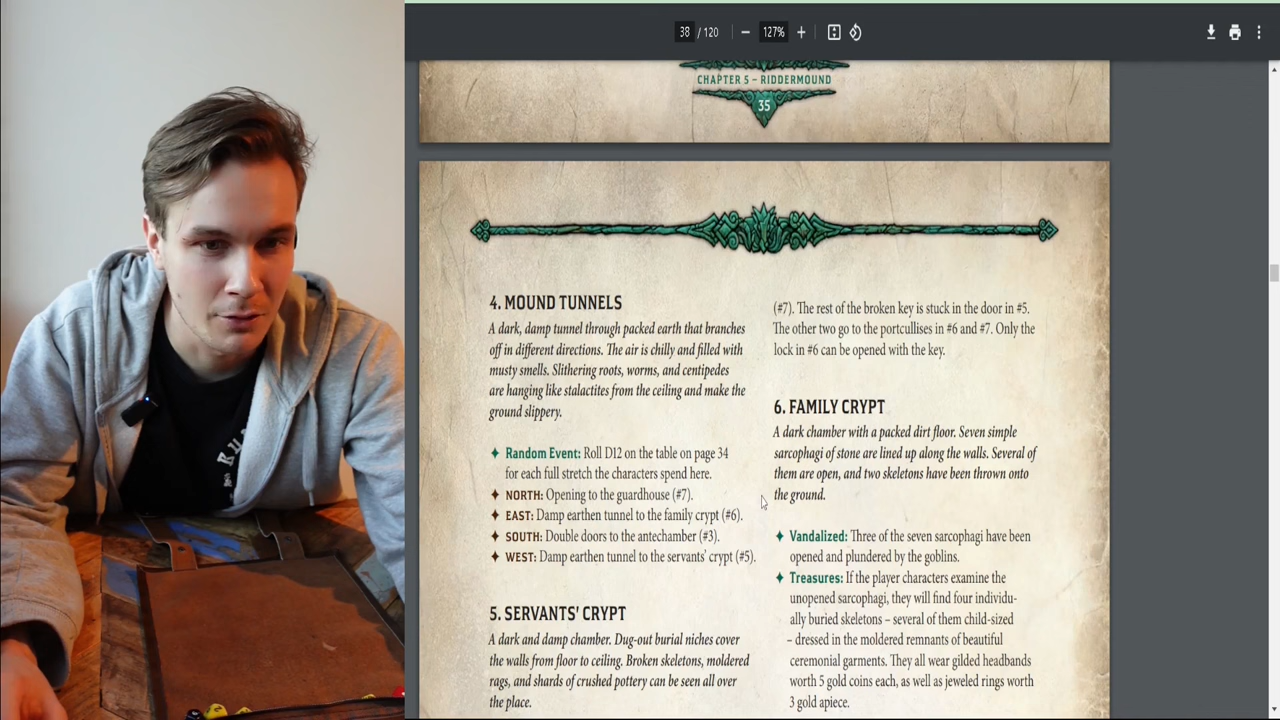 38 / 120
127%
CHAPTER 5 – RIDDERMOUND
35
4. MOUND TUNNELS
A dark, damp tunnel through packed earth that branches
off in different directions. The air is chilly and filled with
musty smells. Slithering roots, worms, and centipedes
are hanging like stalactites from the ceiling and make the
ground slippery.
✦ Random Event: Roll D12 on the table on page 34
for each full stretch the characters spend here.
✦ NORTH: Opening to the guardhouse (#7).
✦ EAST: Damp earthen tunnel to the family crypt (#6).
✦ SOUTH: Double doors to the antechamber (#3).
✦ WEST: Damp earthen tunnel to the servants' crypt (#5).
5. SERVANTS' CRYPT
A dark and damp chamber. Dug-out burial niches cover
the walls from floor to ceiling. Broken skeletons, moldered
rags, and shards of crushed pottery can be seen all over
the place.
(#7). The rest of the broken key is stuck in the door in #5.
The other two go to the portcullises in #6 and #7. Only the
lock in #6 can be opened with the key.
6. FAMILY CRYPT
A dark chamber with a packed dirt floor. Seven simple
sarcophagi of stone are lined up along the walls. Several of
them are open, and two skeletons have been thrown onto
the ground.
✦ Vandalized: Three of the seven sarcophagi have been
opened and plundered by the goblins.
✦ Treasures: If the player characters examine the
unopened sarcophagi, they will find four individu-
ally buried skeletons – several of them child-sized
– dressed in the moldered remnants of beautiful
ceremonial garments. They all wear gilded headbands
worth 5 gold coins each, as well as jeweled rings worth
3 gold apiece.